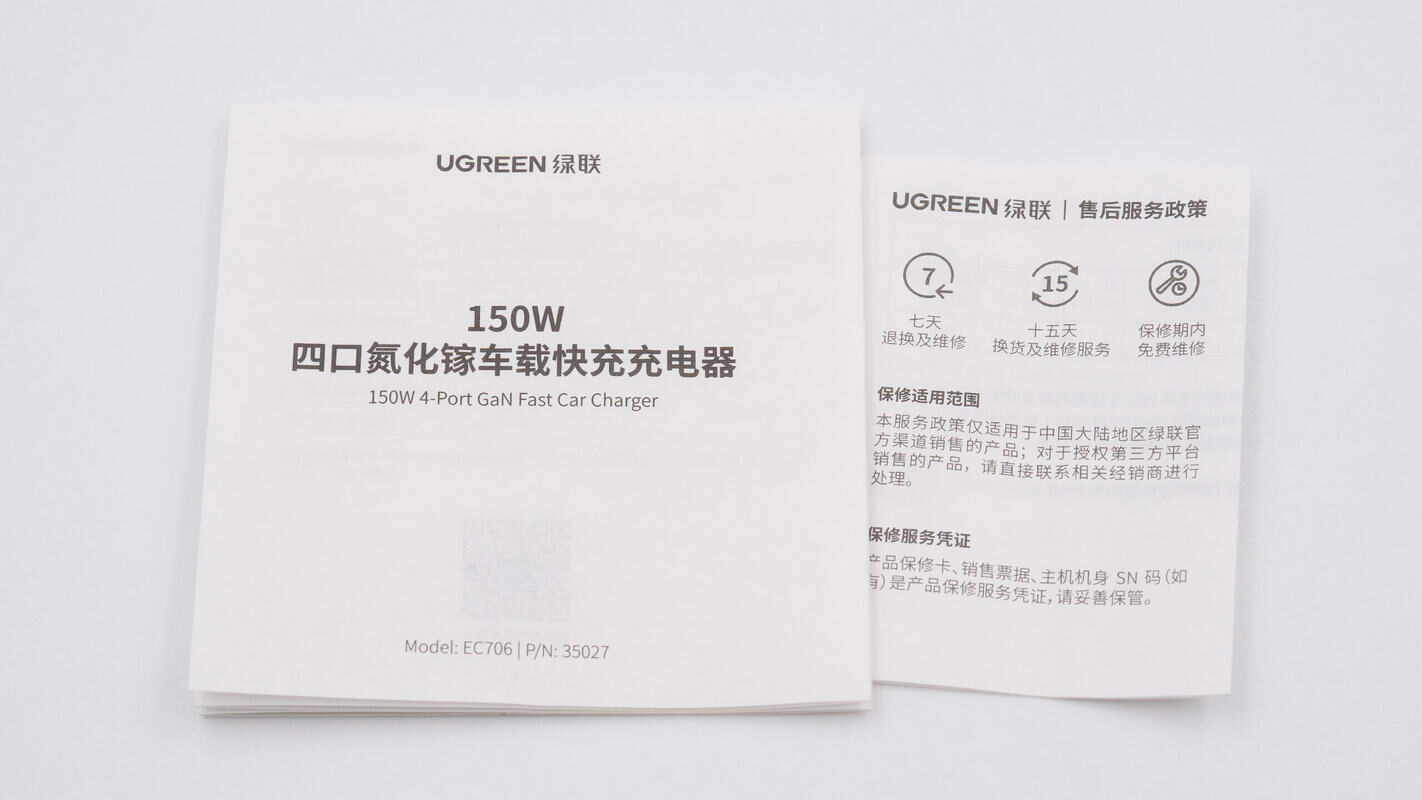 UGREEN 绿联
150W
四口氮化镓车载快充充电器
150W 4-Port GaN Fast Car Charger
Model: EC706 | P/N: 35027
UGREEN 绿联 | 售后服务政策
7
七天
退换及维修
15
十五天
换货及维修服务
保修期内
免费维修
保修适用范围
本服务政策仅适用于中国大陆地区绿联官
方渠道销售的产品；对于授权第三方平台
销售的产品，请直接联系相关经销商进行
处理。
保修服务凭证
产品保修卡、销售票据、主机机身 SN 码（如
有）是产品保修服务凭证，请妥善保管。